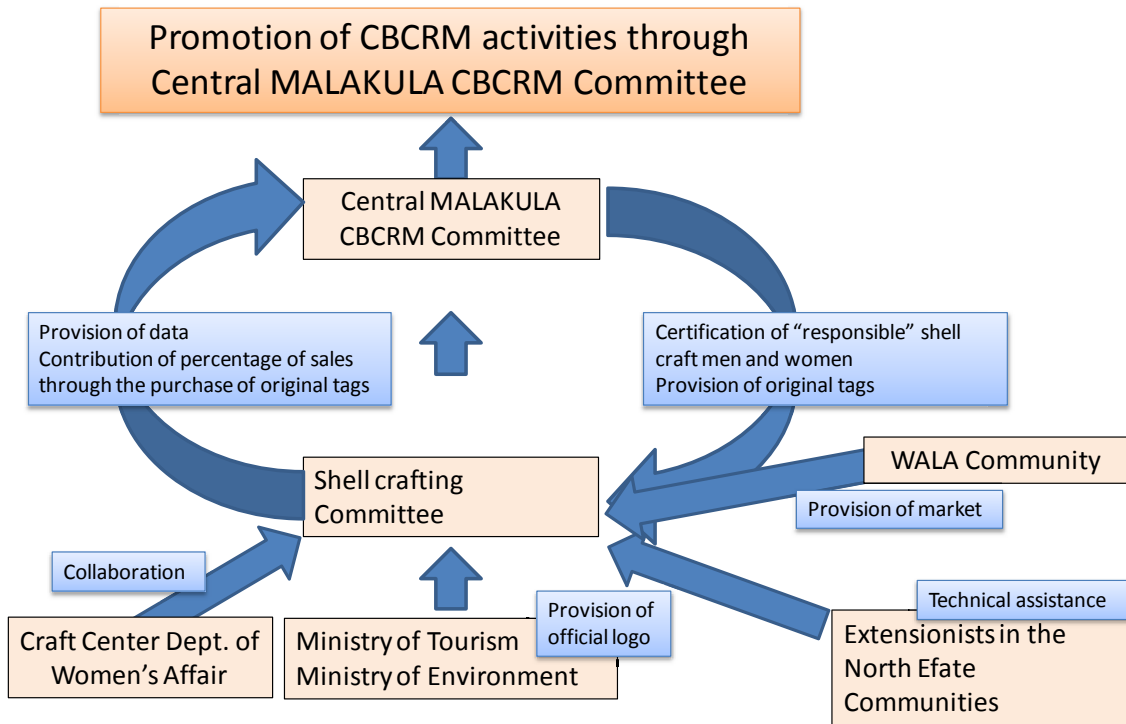 Promotion of CBCRM activities through
Central MALAKULA CBCRM Committee
Central MALAKULA
CBCRM Committee
Provision of data
Contribution of percentage of sales
through the purchase of original tags
Certification of “responsible” shell
craft men and women
Provision of original tags
Shell crafting
Committee
WALA Community
Provision of market
Collaboration
Craft Center Dept. of
Women’s Affair
Ministry of Tourism
Ministry of Environment
Provision of
official logo
Technical assistance
Extensionists in the
North Efate
Communities